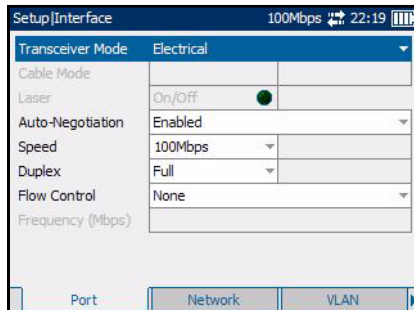 Setup|Interface 100Mbps 22:19
Transceiver Mode Electrical
Cable Mode
Laser On/Off
Auto-Negotiation Enabled
Speed 100Mbps
Duplex Full
Flow Control None
Frequency (Mbps)
Port Network VLAN